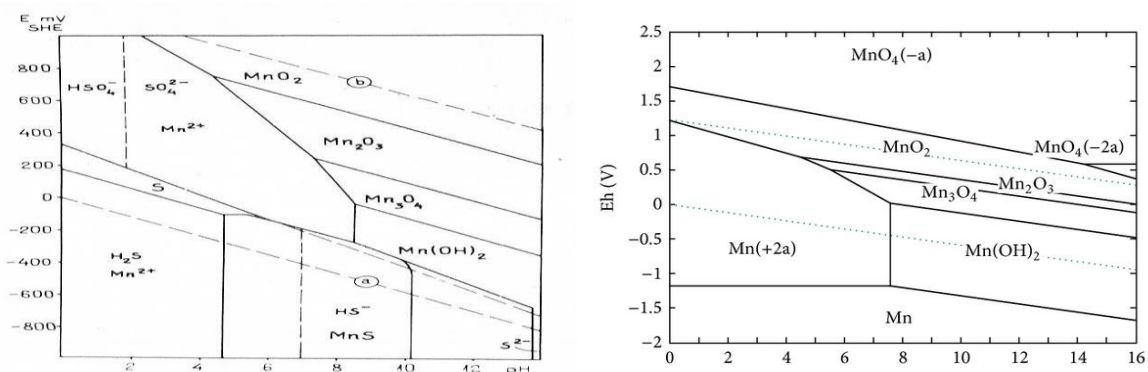 E mV
SHE
800
600
400
200
0
-200
-400
-600
-800
HSO₄⁻
SO₄²⁻
Mn²⁺
MnO₂
b
Mn₂O₃
S
Mn₃O₄
Mn(OH)₂
H₂S
Mn²⁺
a
HS⁻
MnS
S²⁻
2 4 6 8 10 12 pH
Eh (V)
2.5
2
1.5
1
0.5
0
−0.5
−1
−1.5
−2
MnO₄(−a)
MnO₄(−2a)
MnO₂
Mn₂O₃
Mn₃O₄
Mn(+2a)
Mn(OH)₂
Mn
0 2 4 6 8 10 12 14 16